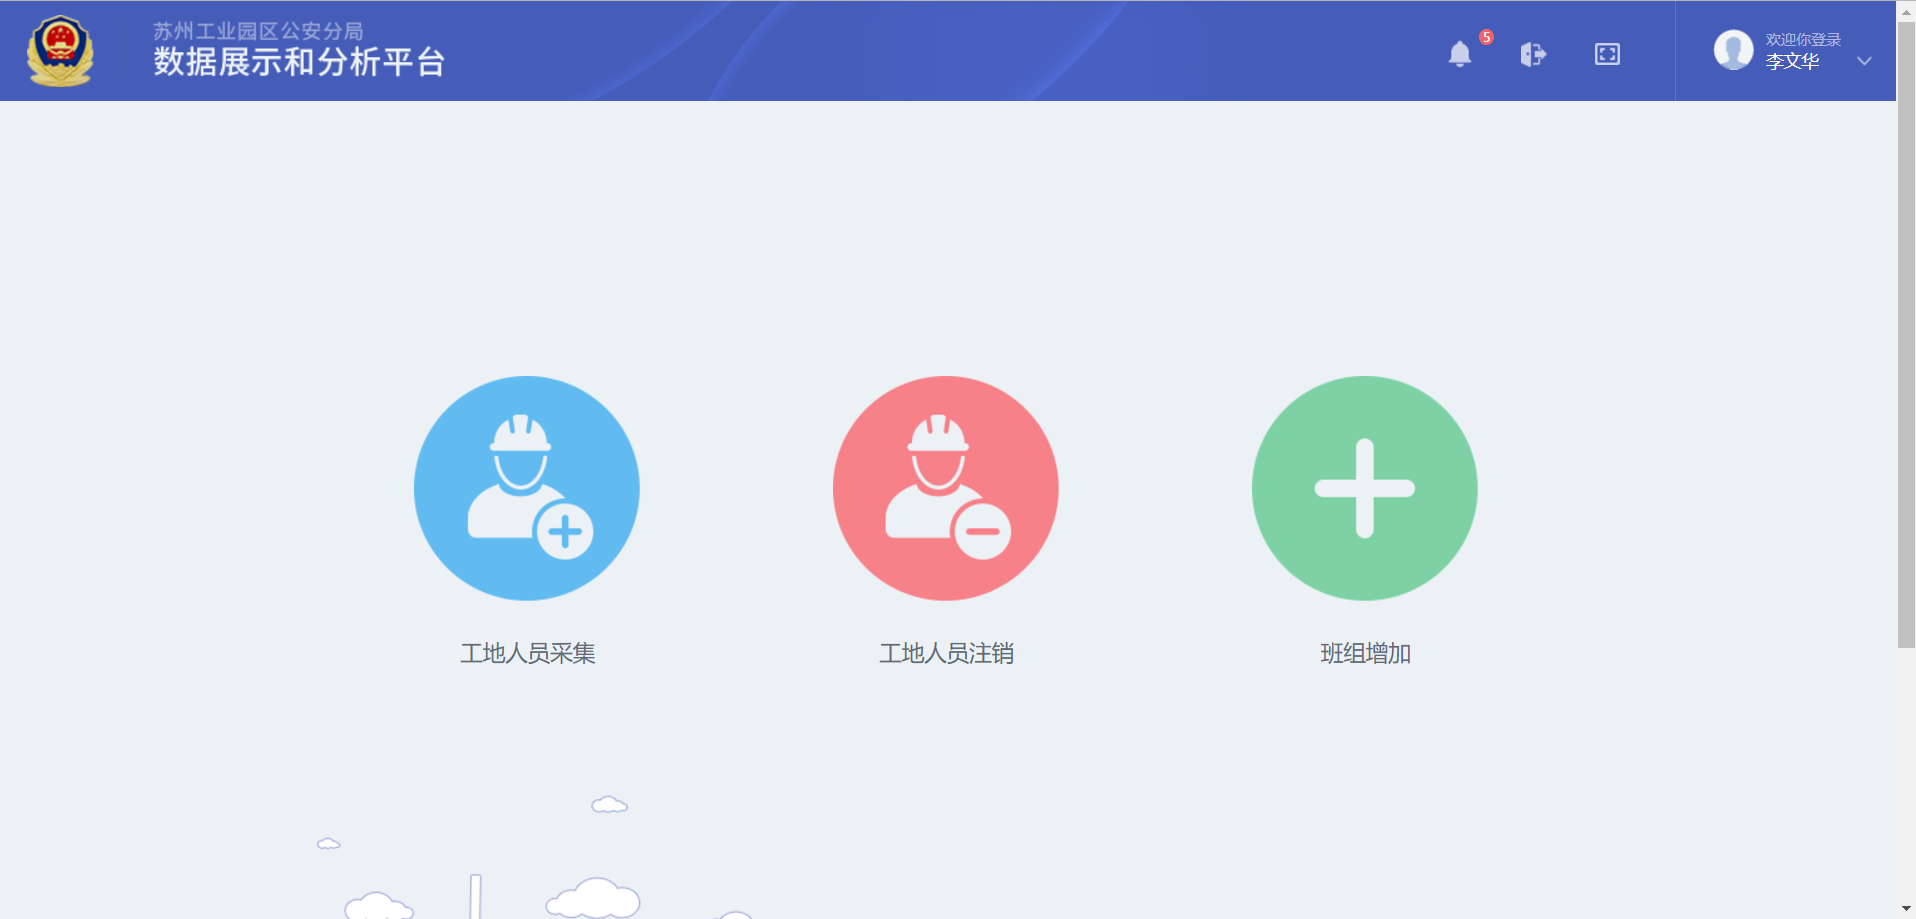 苏州工业园区公安分局
数据展示和分析平台
5
欢迎你登录
李文华
工地人员采集
工地人员注销
班组增加